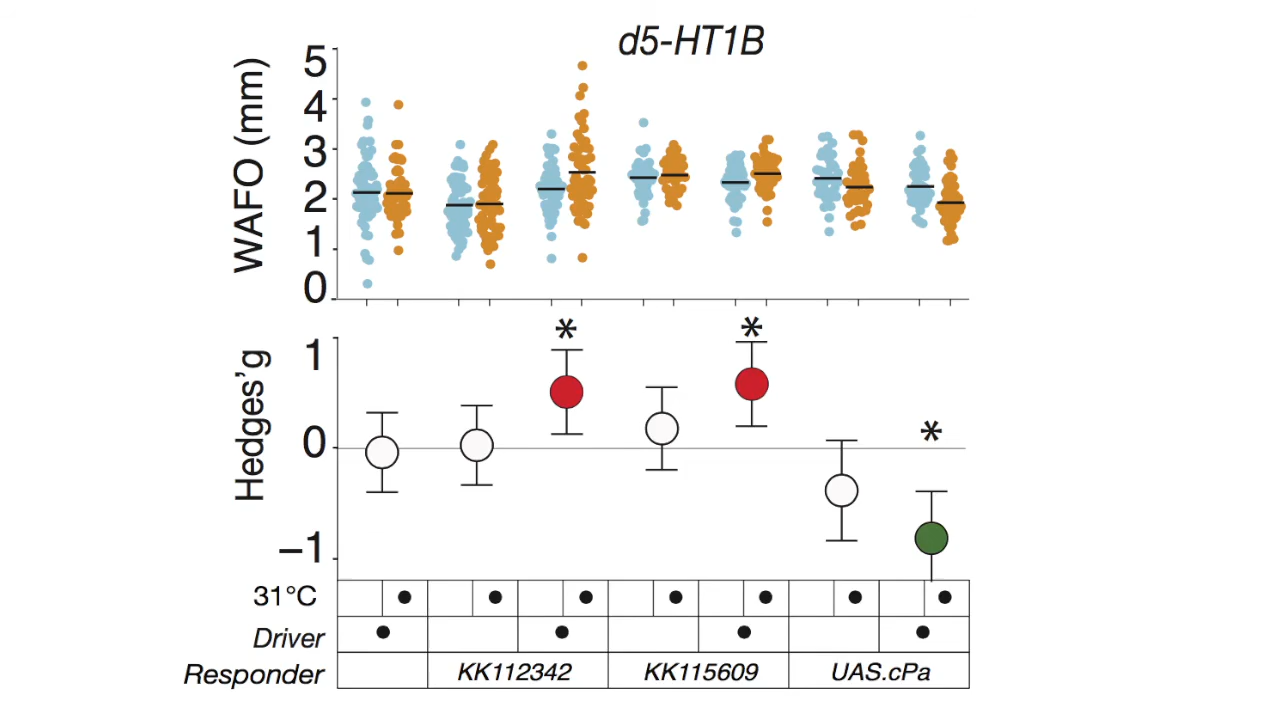 d5-HT1B
WAFO (mm)
5
4
3
2
1
0
Hedges'g
1
0
−1
* * *
31°C
Driver
Responder KK112342 KK115609 UAS.cPa